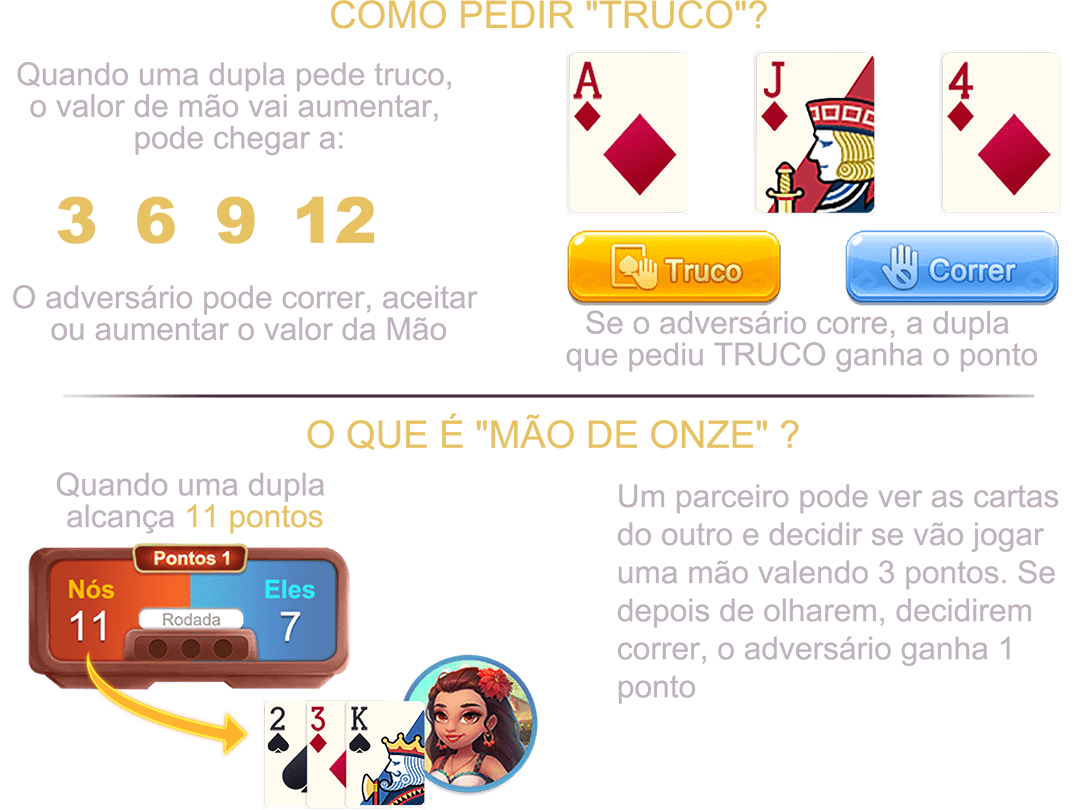 COMO PEDIR "TRUCO"?
Quando uma dupla pede truco,
o valor de mão vai aumentar,
pode chegar a:
3 6 9 12
O adversário pode correr, aceitar
ou aumentar o valor da Mão
A
J
4
Truco
Correr
Se o adversário corre, a dupla
que pediu TRUCO ganha o ponto
O QUE É "MÃO DE ONZE" ?
Quando uma dupla
alcança 11 pontos
Pontos 1
Nós
Eles
11
7
Rodada
2
3
K
Um parceiro pode ver as cartas
do outro e decidir se vão jogar
uma mão valendo 3 pontos. Se
depois de olharem, decidirem
correr, o adversário ganha 1
ponto